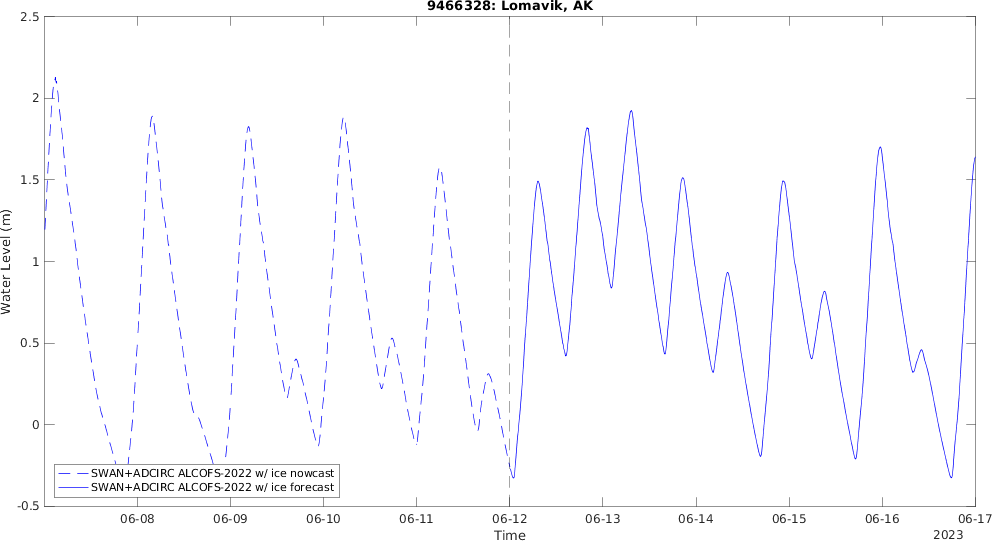 9466328: Lomavik, AK
2.5
2
1.5
1
0.5
0
-0.5
Water Level (m)
SWAN+ADCIRC ALCOFS-2022 w/ ice nowcast
SWAN+ADCIRC ALCOFS-2022 w/ ice forecast
06-08 06-09 06-10 06-11 06-12 06-13 06-14 06-15 06-16 06-17
Time
2023